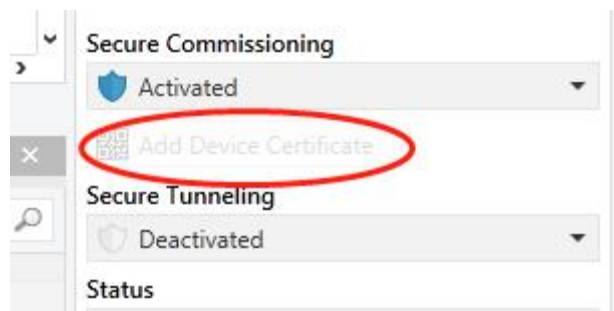 Secure Commissioning
Activated
Add Device Certificate
Secure Tunneling
Deactivated
Status